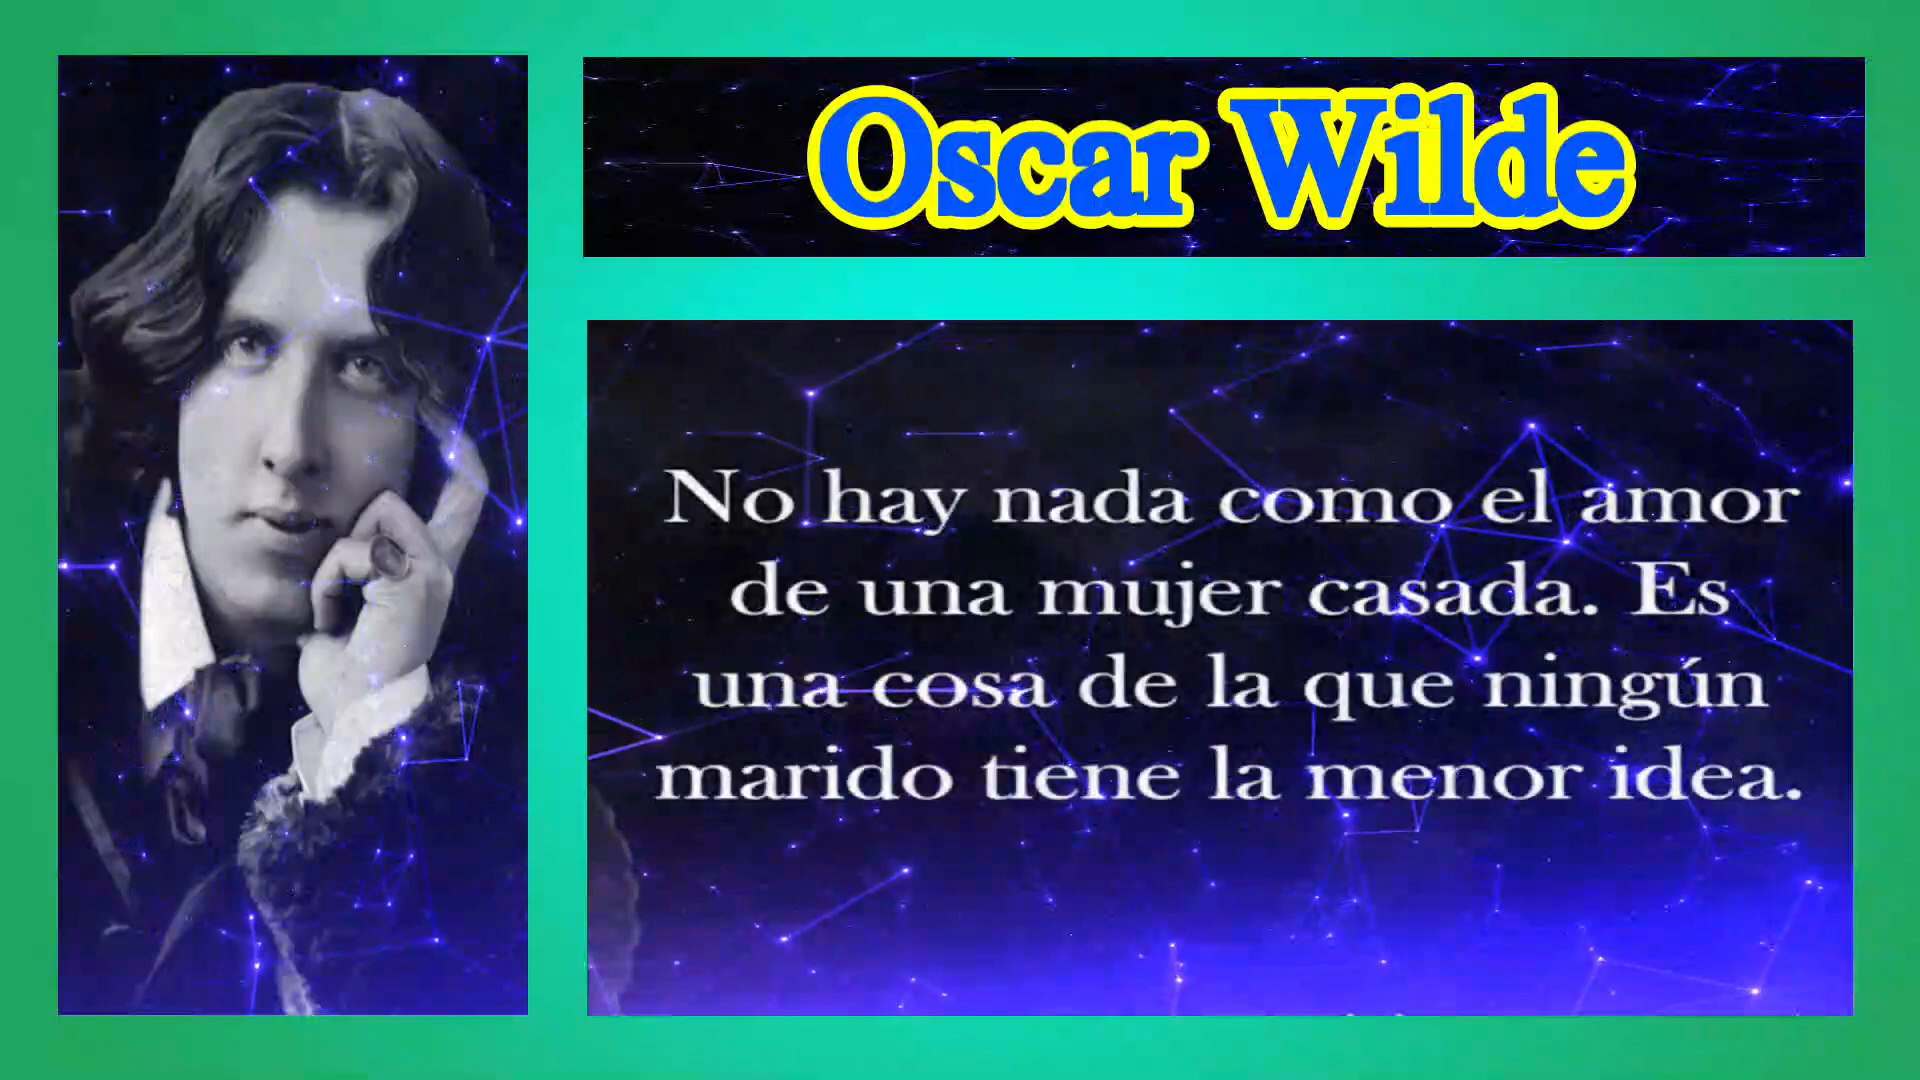 Oscar Wilde
No hay nada como el amor
de una mujer casada. Es
una cosa de la que ningún
marido tiene la menor idea.